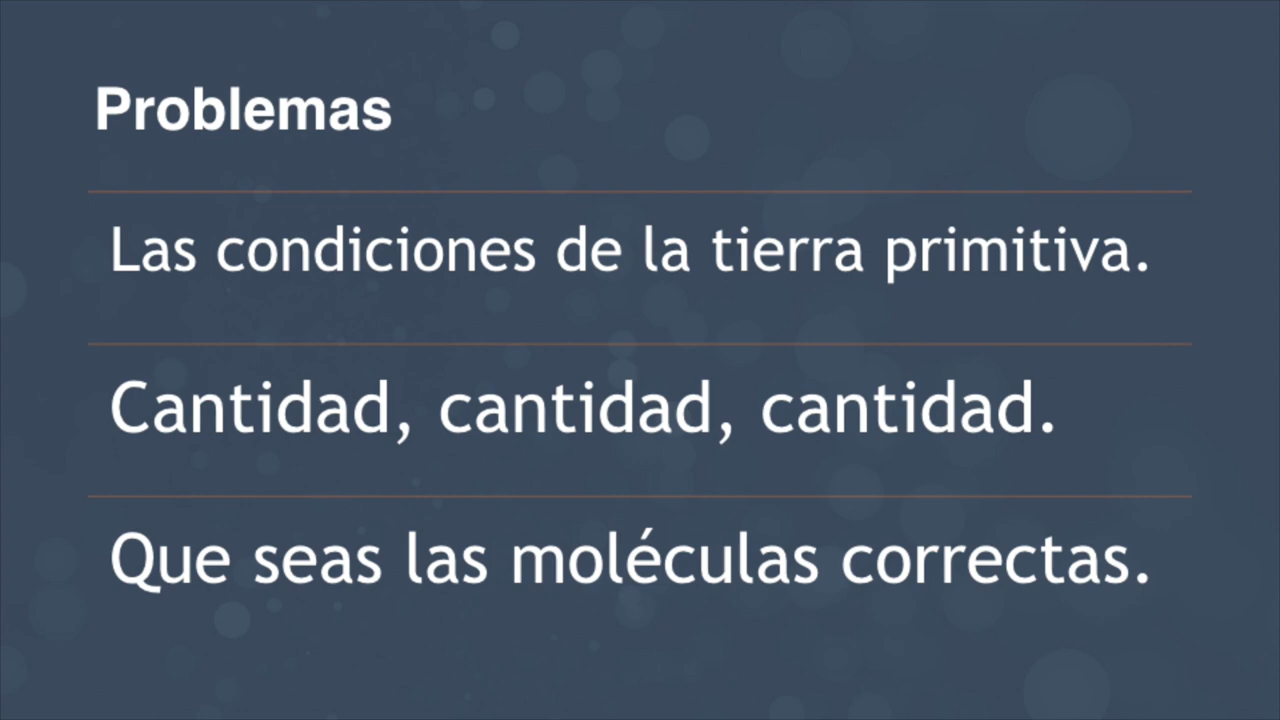 Problemas
Las condiciones de la tierra primitiva.
Cantidad, cantidad, cantidad.
Que seas las moléculas correctas.